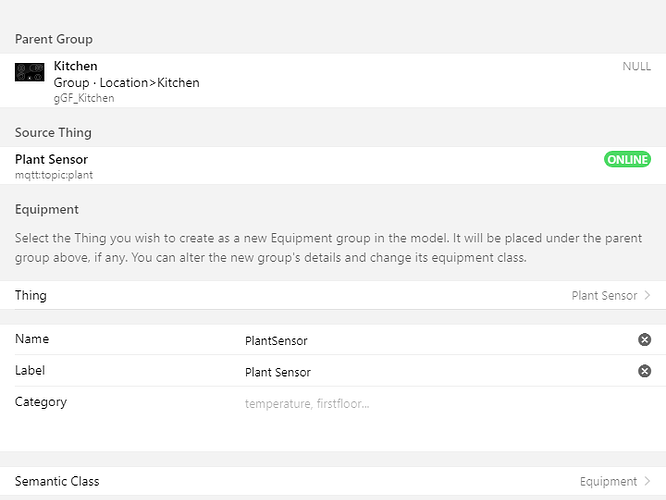 Parent Group
Kitchen
NULL
Group · Location>Kitchen
gGF_Kitchen
Source Thing
Plant Sensor
ONLINE
mqtt:topic:plant
Equipment
Select the Thing you wish to create as a new Equipment group in the model. It will be placed under the parent
group above, if any. You can alter the new group's details and change its equipment class.
Thing
Plant Sensor
Name
PlantSensor
Label
Plant Sensor
Category
temperature, firstfloor...
Semantic Class
Equipment